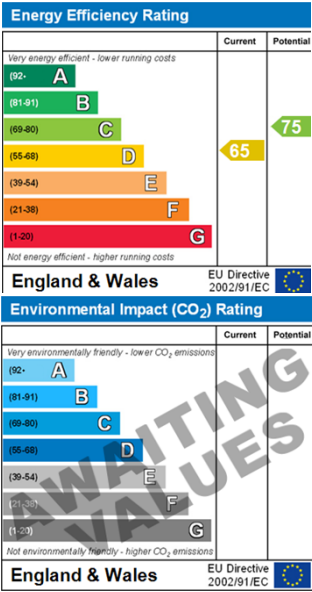 Energy Efficiency Rating
Current Potential
Very energy efficient - lower running costs
(92- A
(81-91) B
(69-80) C
(55-68) D
(39-54) E
(21-38) F
(1-20) G
65
75
Not energy efficient - higher running costs
England & Wales
EU Directive
2002/91/EC
Environmental Impact (CO₂) Rating
Current Potential
Very environmentally friendly - lower CO₂ emissions
(92- A
(81-91) B
(69-80) C
(55-68) D
(39-54) E
(21-38) F
(1-20) G
AWAITING
VALUES
Not environmentally friendly - higher CO₂ emissions
England & Wales
EU Directive
2002/91/EC